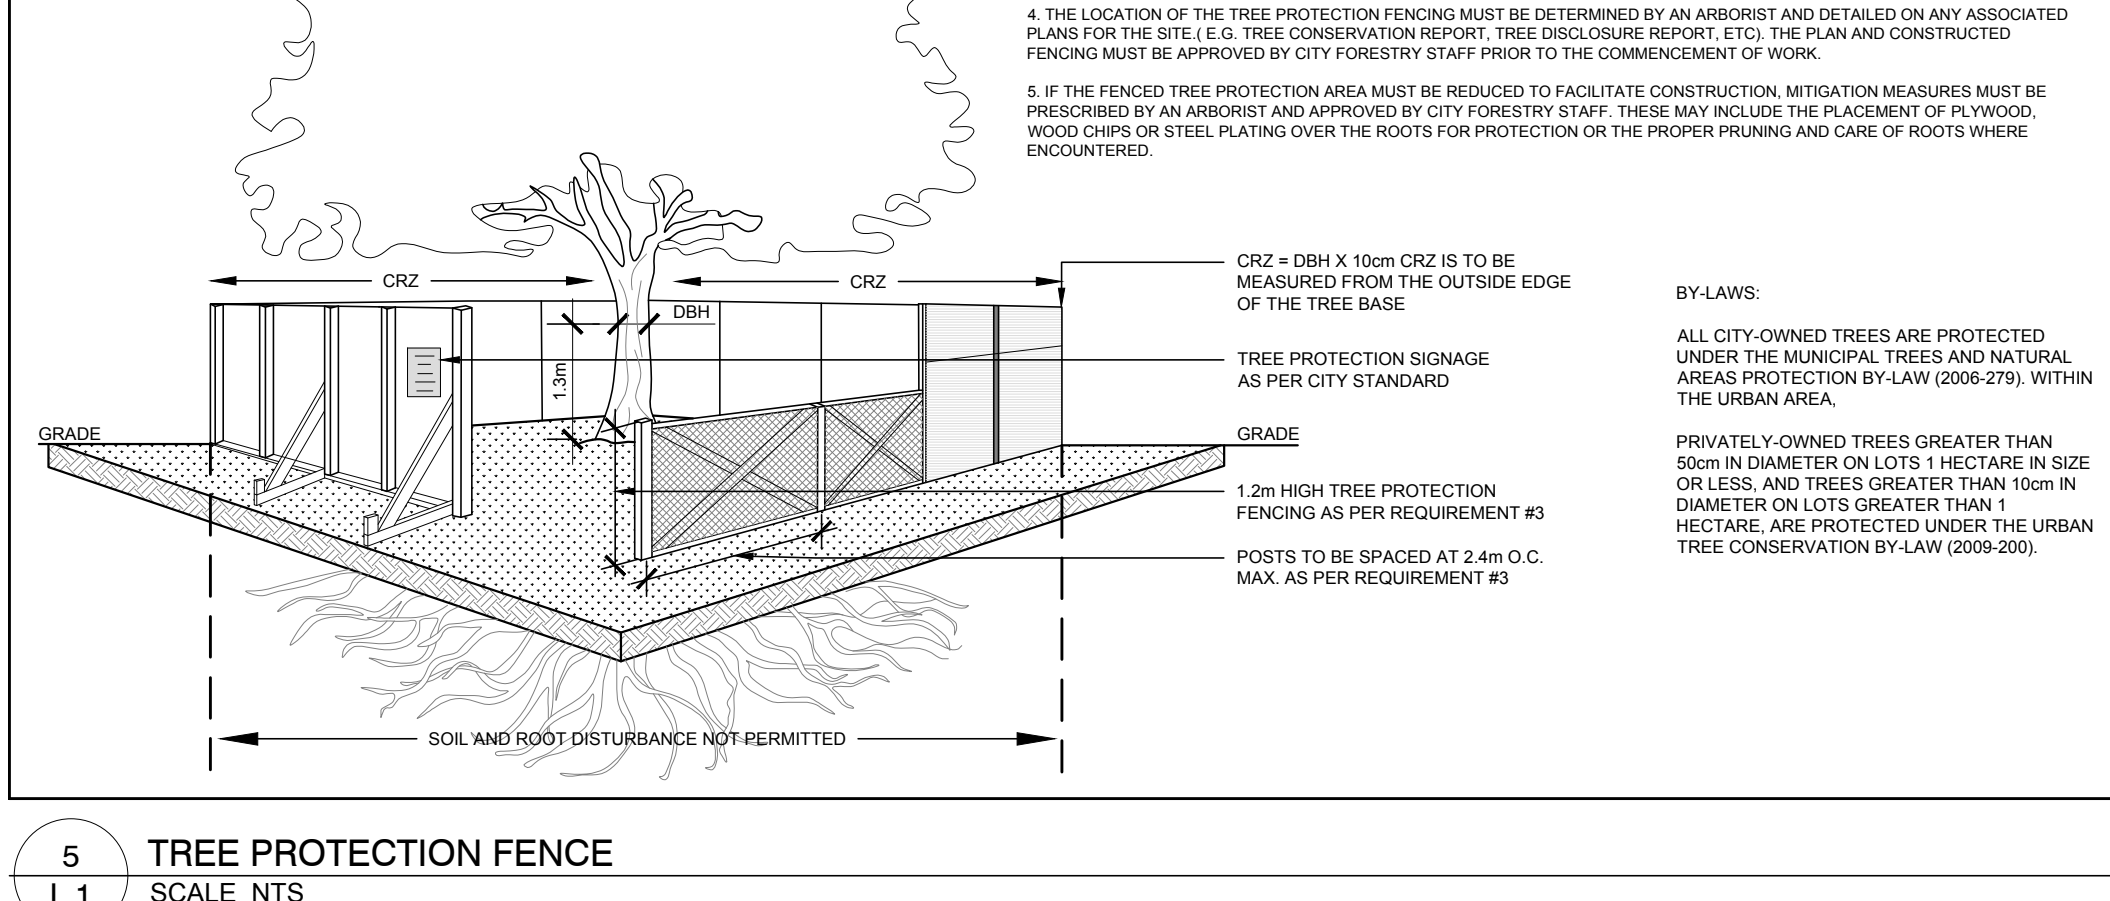 4. THE LOCATION OF THE TREE PROTECTION FENCING MUST BE DETERMINED BY AN ARBORIST AND DETAILED ON ANY ASSOCIATED
PLANS FOR THE SITE.( E.G. TREE CONSERVATION REPORT, TREE DISCLOSURE REPORT, ETC). THE PLAN AND CONSTRUCTED
FENCING MUST BE APPROVED BY CITY FORESTRY STAFF PRIOR TO THE COMMENCEMENT OF WORK.
5. IF THE FENCED TREE PROTECTION AREA MUST BE REDUCED TO FACILITATE CONSTRUCTION, MITIGATION MEASURES MUST BE
PRESCRIBED BY AN ARBORIST AND APPROVED BY CITY FORESTRY STAFF. THESE MAY INCLUDE THE PLACEMENT OF PLYWOOD,
WOOD CHIPS OR STEEL PLATING OVER THE ROOTS FOR PROTECTION OR THE PROPER PRUNING AND CARE OF ROOTS WHERE
ENCOUNTERED.
CRZ
CRZ
DBH
1.3m
GRADE
CRZ = DBH X 10cm CRZ IS TO BE
MEASURED FROM THE OUTSIDE EDGE
OF THE TREE BASE
TREE PROTECTION SIGNAGE
AS PER CITY STANDARD
GRADE
1.2m HIGH TREE PROTECTION
FENCING AS PER REQUIREMENT #3
POSTS TO BE SPACED AT 2.4m O.C.
MAX. AS PER REQUIREMENT #3
BY-LAWS:
ALL CITY-OWNED TREES ARE PROTECTED
UNDER THE MUNICIPAL TREES AND NATURAL
AREAS PROTECTION BY-LAW (2006-279). WITHIN
THE URBAN AREA,
PRIVATELY-OWNED TREES GREATER THAN
50cm IN DIAMETER ON LOTS 1 HECTARE IN SIZE
OR LESS, AND TREES GREATER THAN 10cm IN
DIAMETER ON LOTS GREATER THAN 1
HECTARE, ARE PROTECTED UNDER THE URBAN
TREE CONSERVATION BY-LAW (2009-200).
SOIL AND ROOT DISTURBANCE NOT PERMITTED
5
TREE PROTECTION FENCE
L 1
SCALE NTS